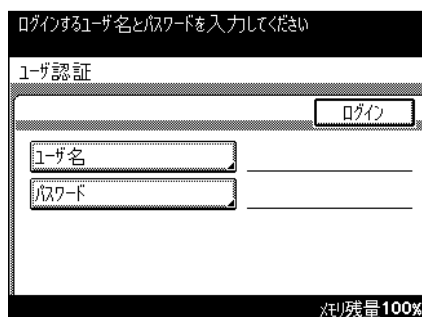 ログインするユーザ名とパスワードを入力してください
ユーザ認証
ログイン
ユーザ名
パスワード
メモリ残量100%